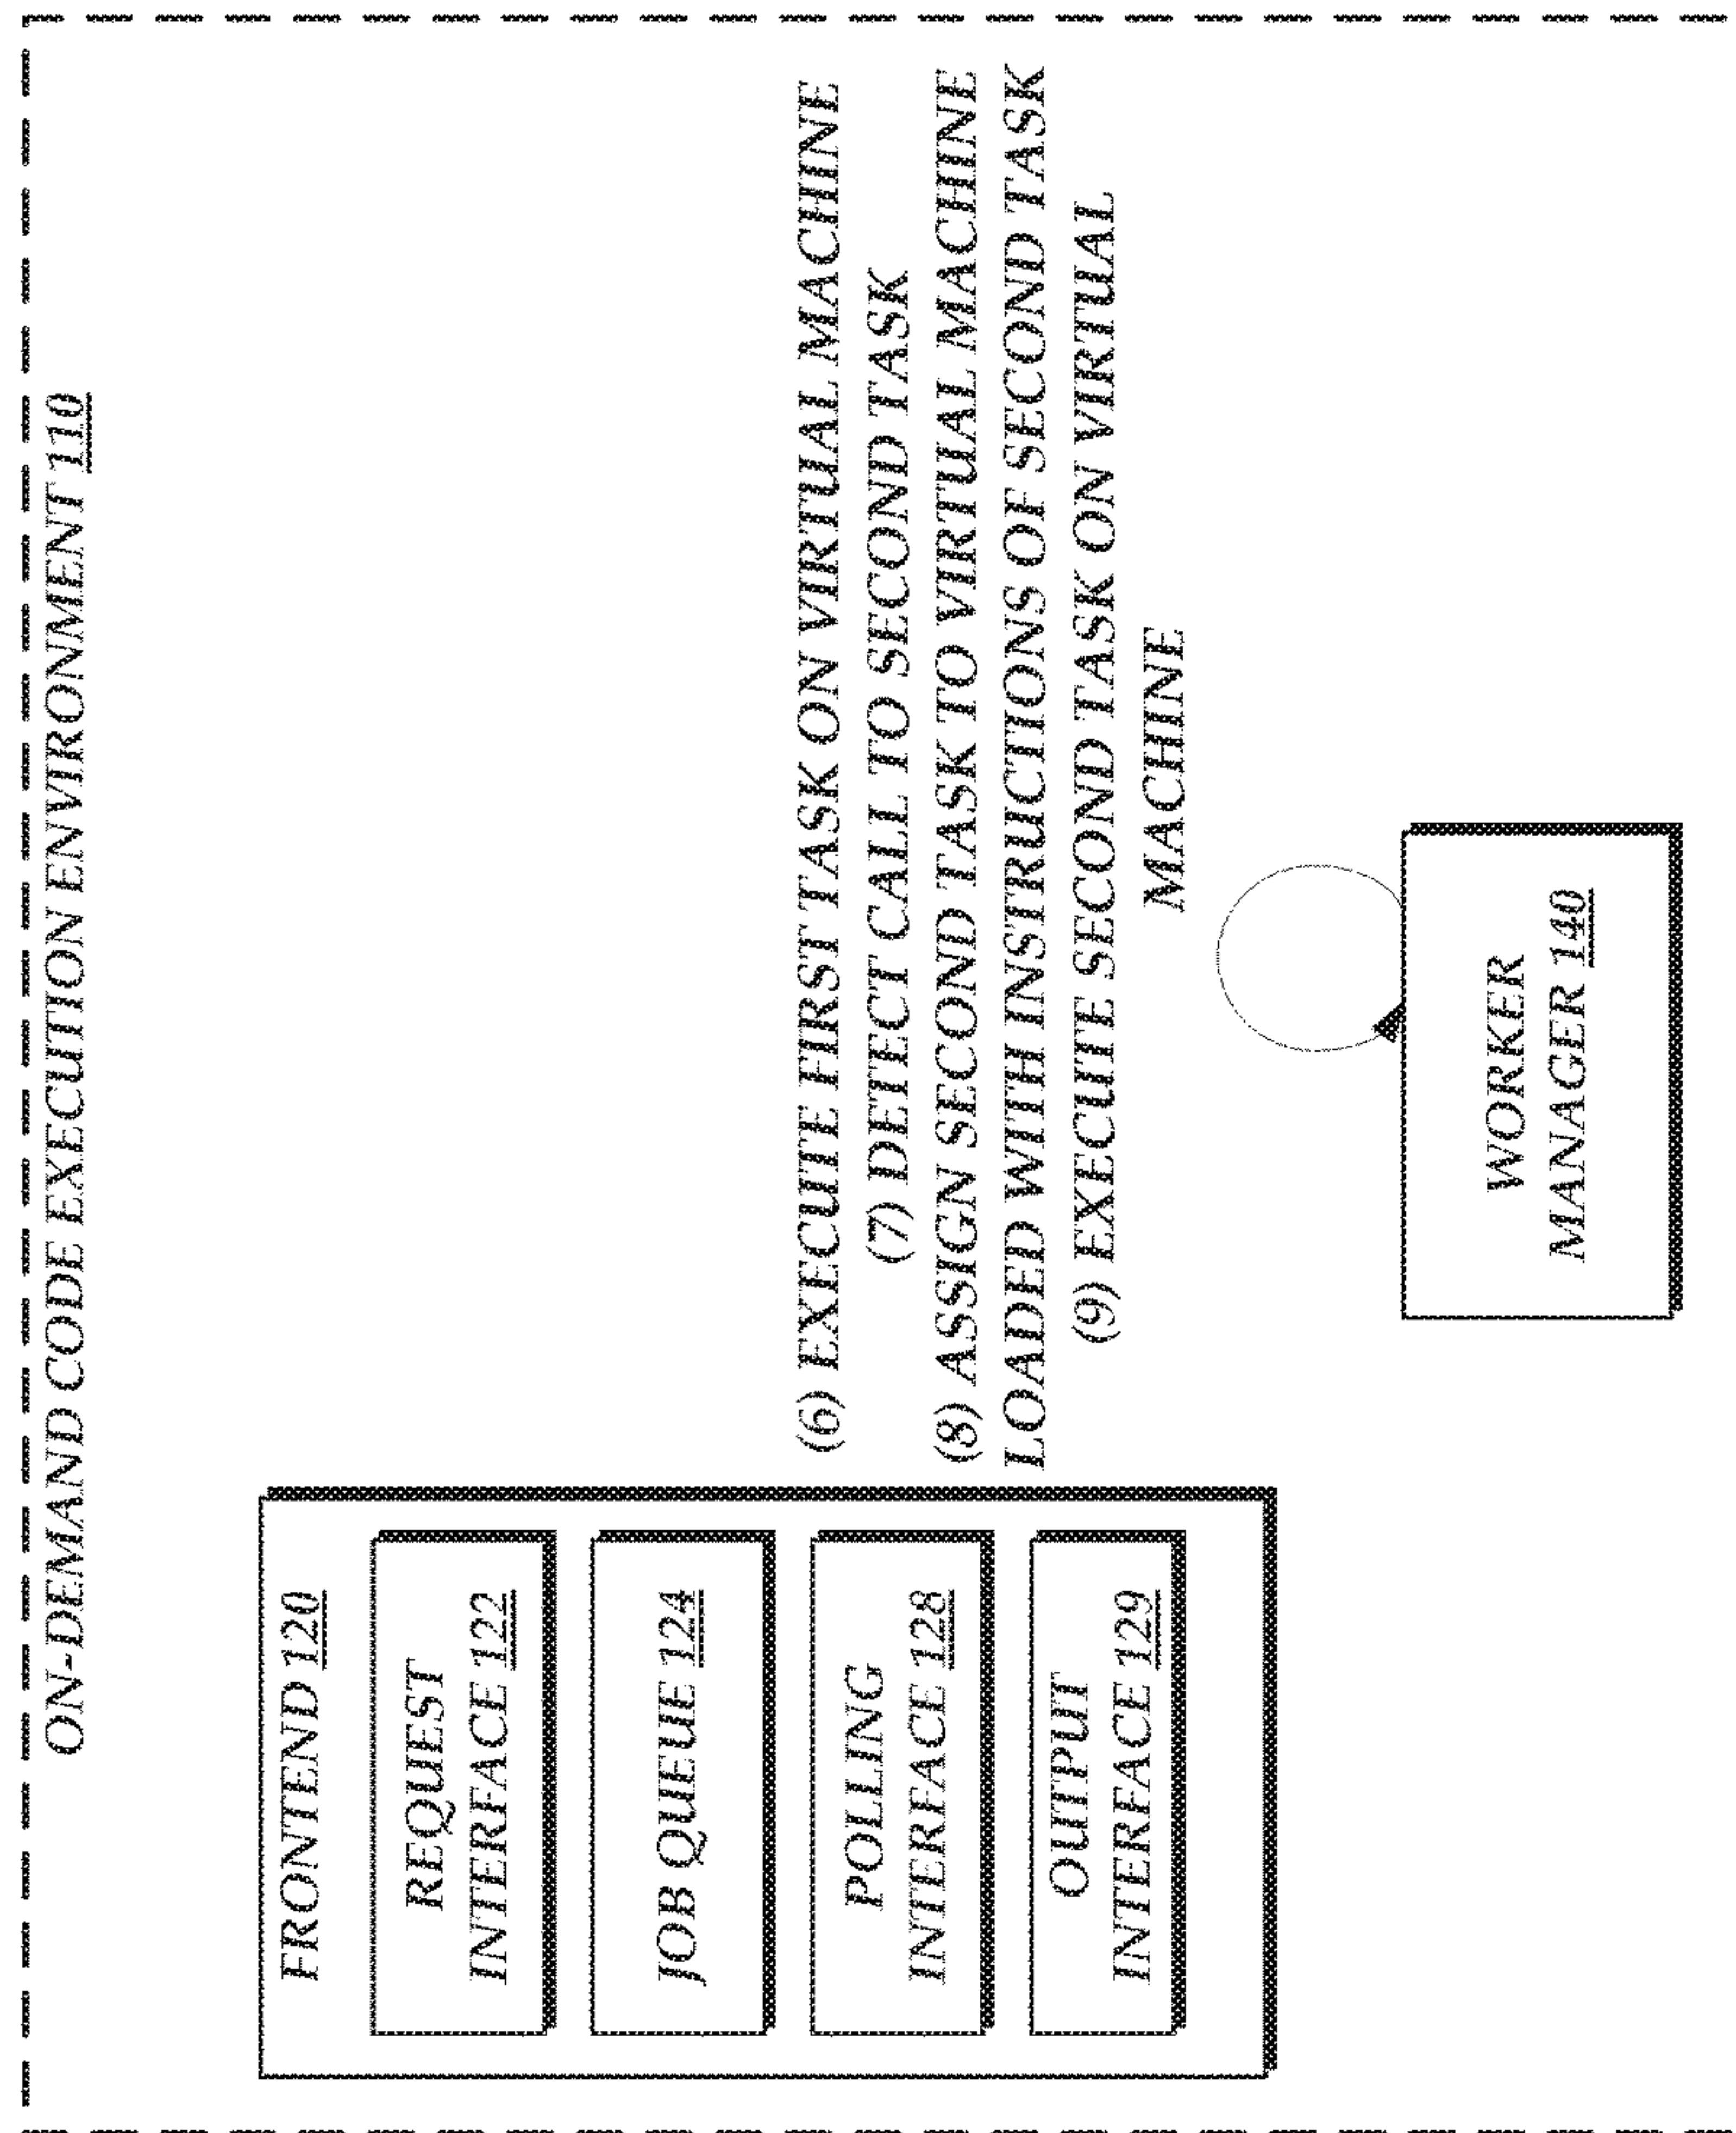 ON-DEMAND CODE EXECUTION ENVIRONMENT 110
FRONTEND 120
REQUEST
INTERFACE 122
JOB QUEUE 124
POLLING
INTERFACE 128
OUTPUT
INTERFACE 129
(6) EXECUTE FIRST TASK ON VIRTUAL MACHINE
(7) DETECT CALL TO SECOND TASK
(8) ASSIGN SECOND TASK TO VIRTUAL MACHINE
LOADED WITH INSTRUCTIONS OF SECOND TASK
(9) EXECUTE SECOND TASK ON VIRTUAL
MACHINE
WORKER
MANAGER 140